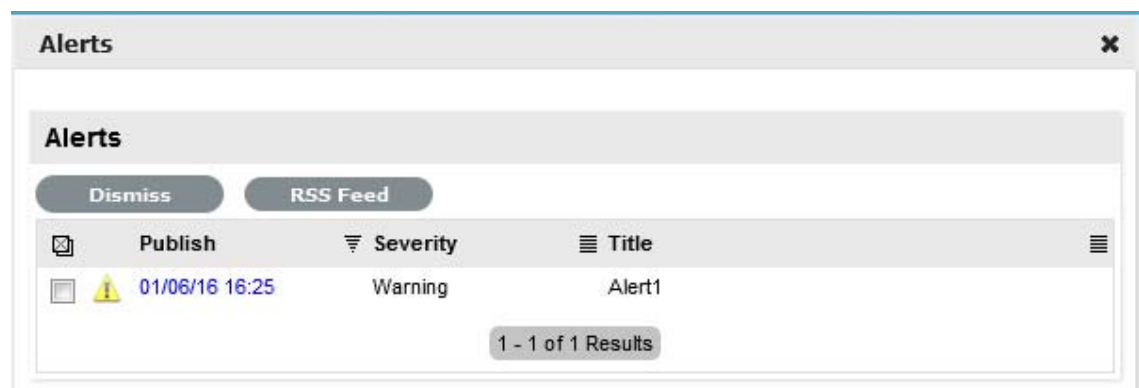 Alerts
Alerts
Dismiss RSS Feed
Publish Severity Title
01/06/16 16:25 Warning Alert1
1 - 1 of 1 Results